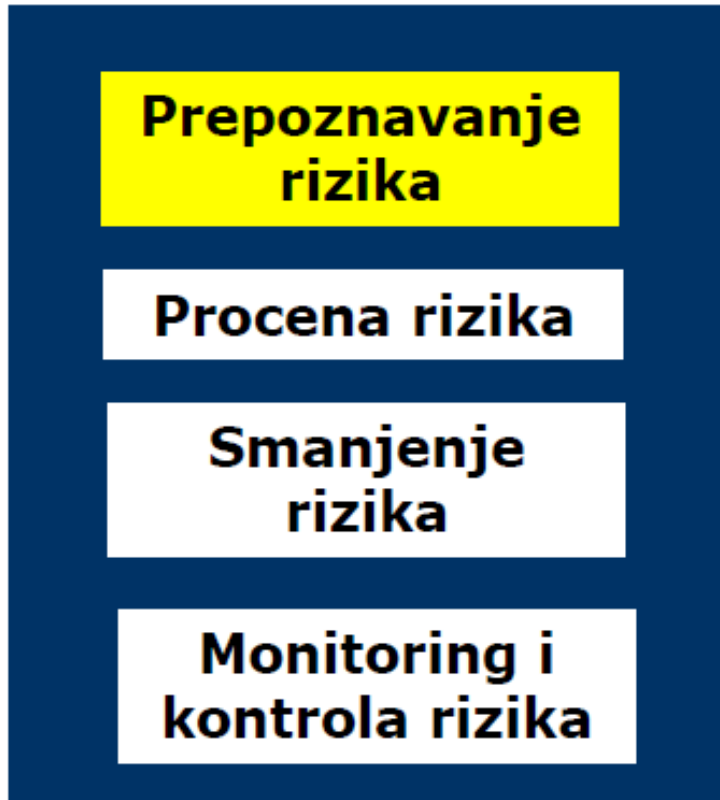 Prepoznavanje
rizika
Procena rizika
Smanjenje
rizika
Monitoring i
kontrola rizika